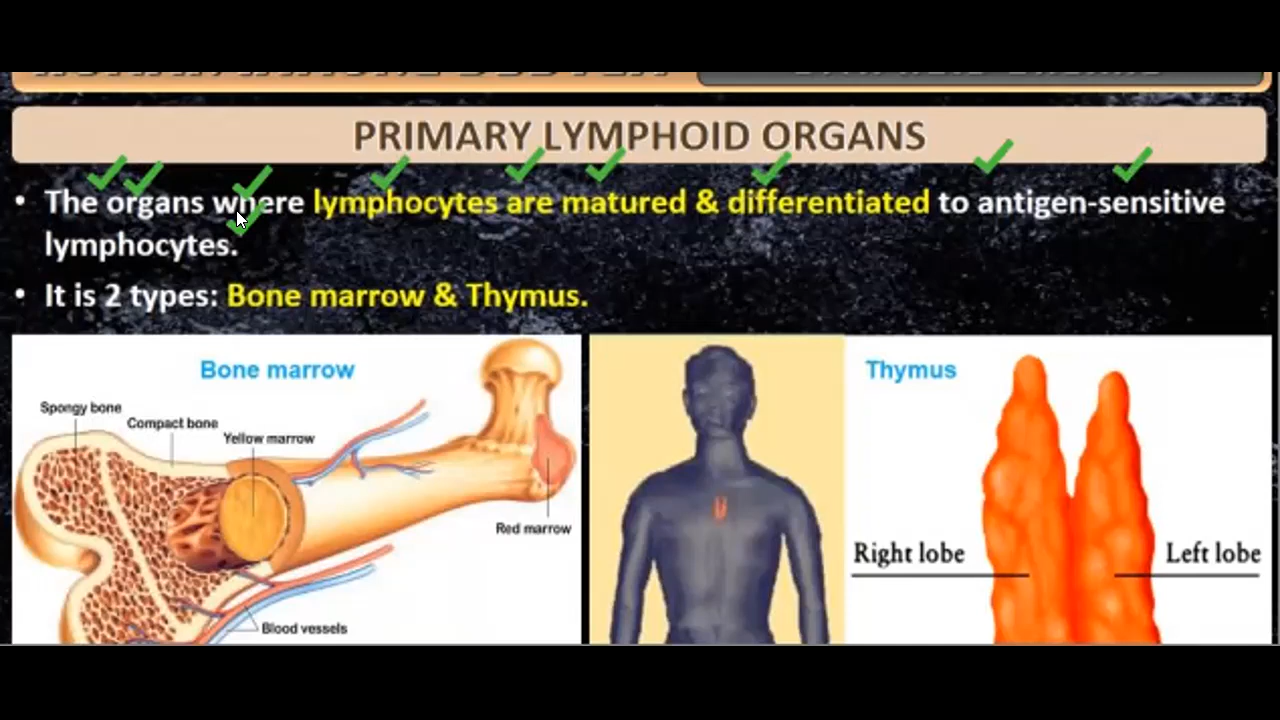 PRIMARY LYMPHOID ORGANS
• The organs where lymphocytes are matured & differentiated to antigen-sensitive
lymphocytes.
• It is 2 types: Bone marrow & Thymus.
Bone marrow
Spongy bone
Compact bone
Yellow marrow
Red marrow
Blood vessels
Thymus
Right lobe
Left lobe